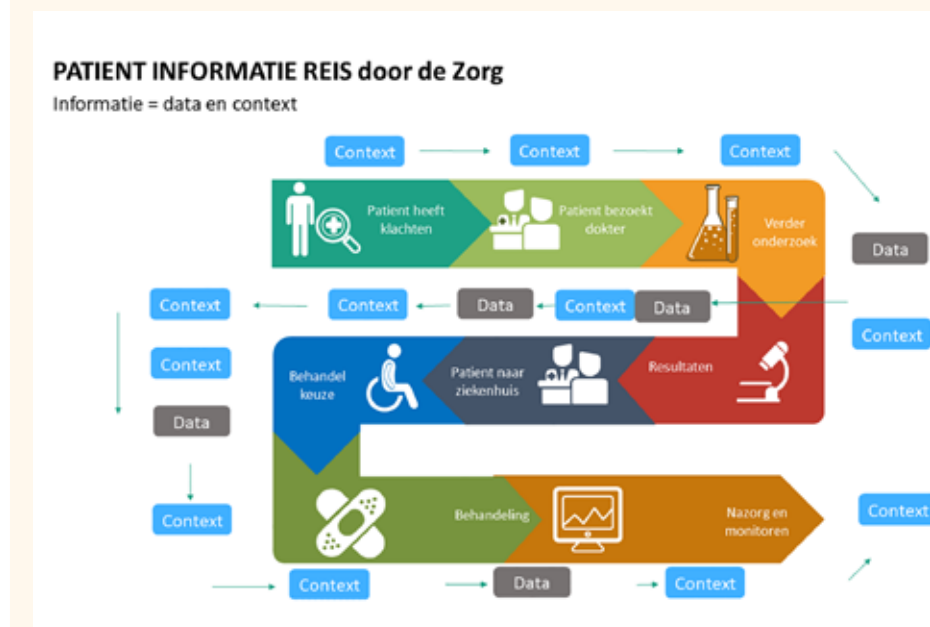 PATIENT INFORMATIE REIS door de Zorg
Informatie = data en context
Context
Context
Context
Patient heeft
klachten
Patient bezoekt
dokter
Verder
onderzoek
Data
Context
Context
Data
Context
Data
Context
Context
Data
Behandel
keuze
Patient naar
ziekenhuis
Resultaten
Context
Behandeling
Nazorg en
monitoren
Context
Context
Data
Context